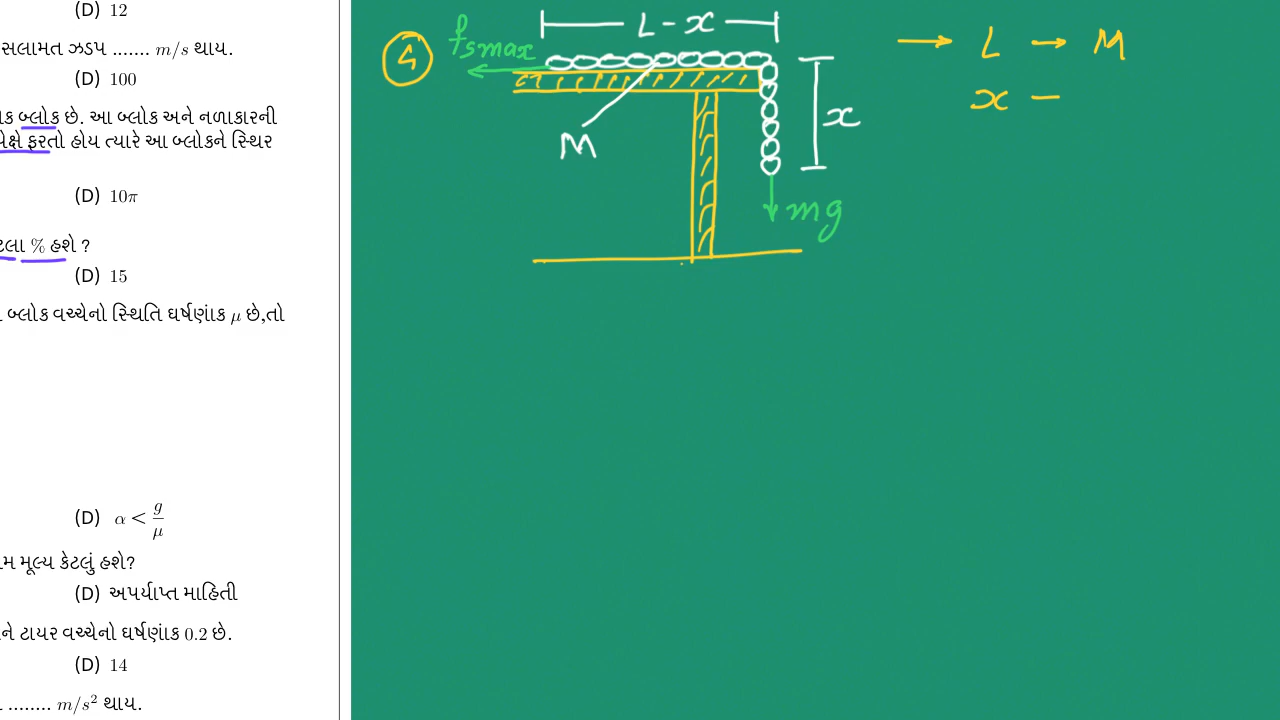 (D) 12
સલામત ઝડપ ....... m/s થાય.
(D) 100
બ્લોક છે. આ બ્લોક અને નળાકારની
ફરતો હોય ત્યારે આ બ્લોકને સ્થિર
(D) 10π
% હશે ?
(D) 15
બ્લોક વચ્ચેનો સ્થિતિ ઘર્ષણાંક μ છે,તો
(D) α < g/μ
મૂલ્ય કેટલું હશે?
(D) અપર્યાપ્ત માહિતી
ટાયર વચ્ચેનો ઘર્ષણાંક 0.2 છે.
(D) 14
........ m/s² થાય.
4
fsmax
L - x
M
x
mg
→ L → M
x –